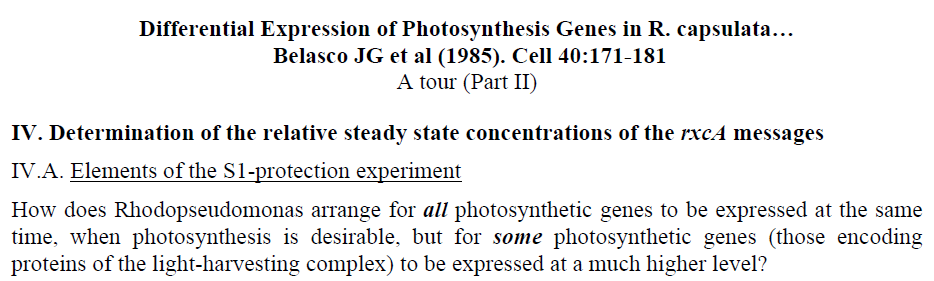 Differential Expression of Photosynthesis Genes in R. capsulata…
Belasco JG et al (1985). Cell 40:171-181
A tour (Part II)
IV. Determination of the relative steady state concentrations of the rxcA messages
IV.A. Elements of the S1-protection experiment
How does Rhodopseudomonas arrange for all photosynthetic genes to be expressed at the same
time, when photosynthesis is desirable, but for some photosynthetic genes (those encoding
proteins of the light-harvesting complex) to be expressed at a much higher level?